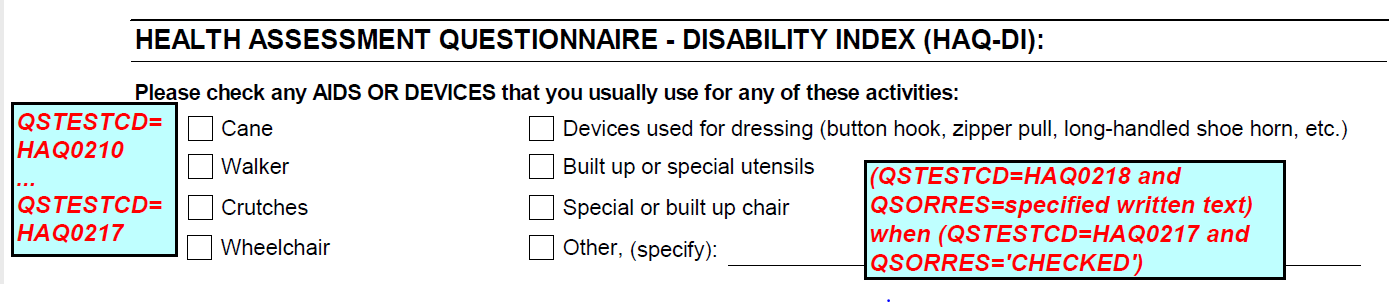 HEALTH ASSESSMENT QUESTIONNAIRE - DISABILITY INDEX (HAQ-DI):
Please check any AIDS OR DEVICES that you usually use for any of these activities:
QSTESTCD=
HAQ0210
...
QSTESTCD=
HAQ0217
Cane
Walker
Crutches
Wheelchair
Devices used for dressing (button hook, zipper pull, long-handled shoe horn, etc.)
Built up or special utensils
Special or built up chair
Other, (specify):
(QSTESTCD=HAQ0218 and
QSORRES=specified written text)
when (QSTESTCD=HAQ0217 and
QSORRES='CHECKED')